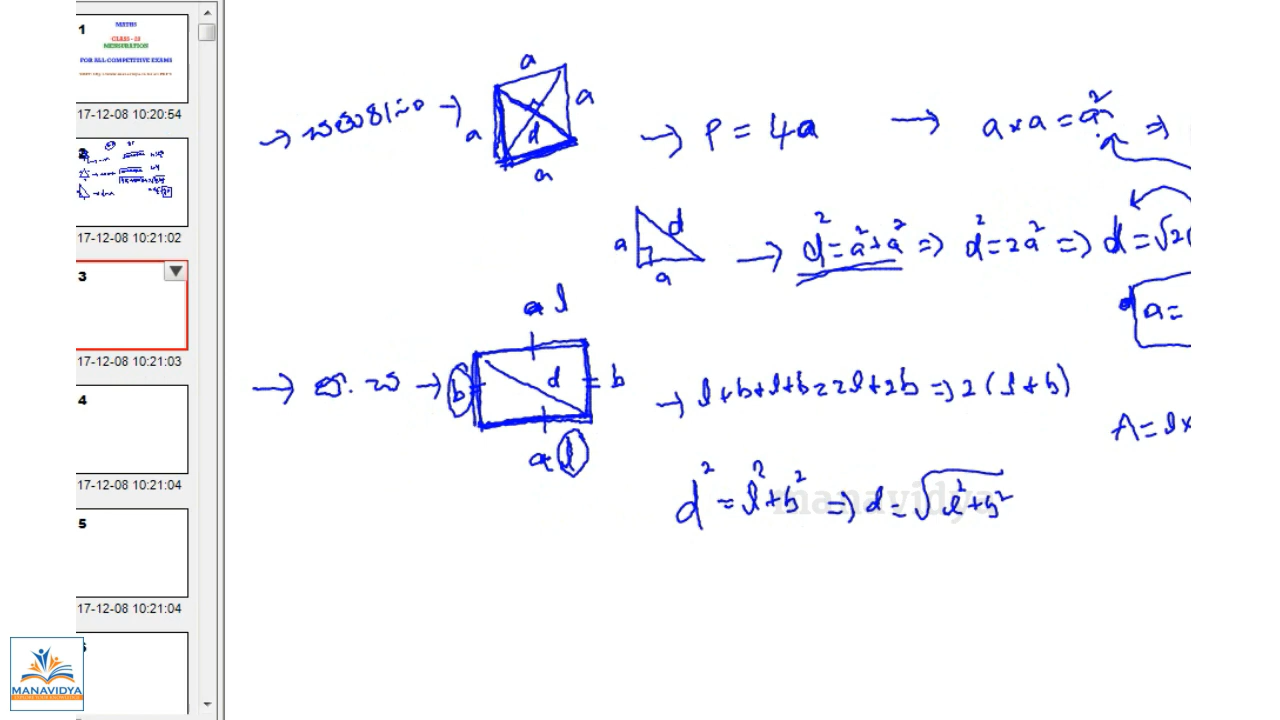 1
MATHS
CLASS - 23
MENSURATION
FOR ALL COMPETITIVE EXAMS
17-12-08 10:20:54
2
17-12-08 10:21:02
3
17-12-08 10:21:03
4
17-12-08 10:21:04
5
17-12-08 10:21:04
MANAVIDYA
→ →
a
a
a
a
d
→ P = 4a
→ a × a = a² ⇒
a
d
a
→ d² = a² + a² ⇒ d² = 2a² ⇒ d = √2
a =
→ →
a l
b
d
b
a l
→ l + b + l + b = 2l + 2b ⇒ 2 (l + b)
A = l ×
d² = l² + b² ⇒ d = √l² + b²
manavidya